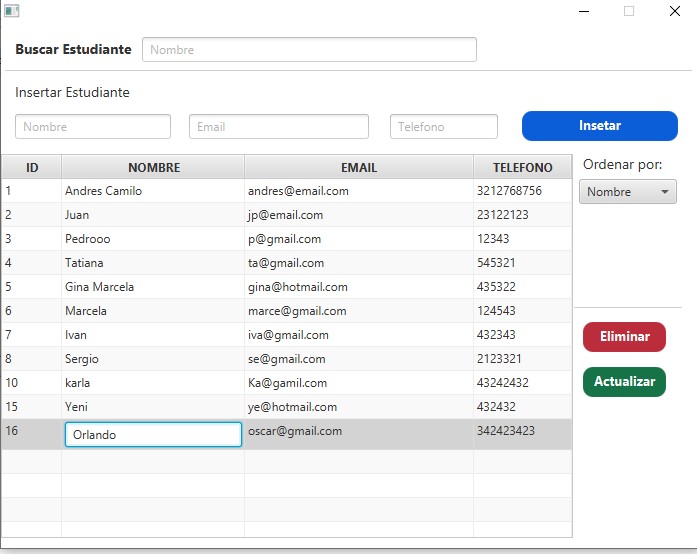 Buscar Estudiante Nombre
Insertar Estudiante
Nombre Email Telefono Insetar
ID NOMBRE EMAIL TELEFONO Ordenar por:
1 Andres Camilo andres@email.com 3212768756 Nombre
2 Juan jp@email.com 23122123
3 Pedrooo p@gmail.com 12343
4 Tatiana ta@gmail.com 545321
5 Gina Marcela gina@hotmail.com 435322
6 Marcela marce@gmail.com 124543
7 Ivan iva@gmail.com 432343 Eliminar
8 Sergio se@gmail.com 2123321
10 karla Ka@gamil.com 43242432 Actualizar
15 Yeni ye@hotmail.com 432432
16 Orlando oscar@gmail.com 342423423